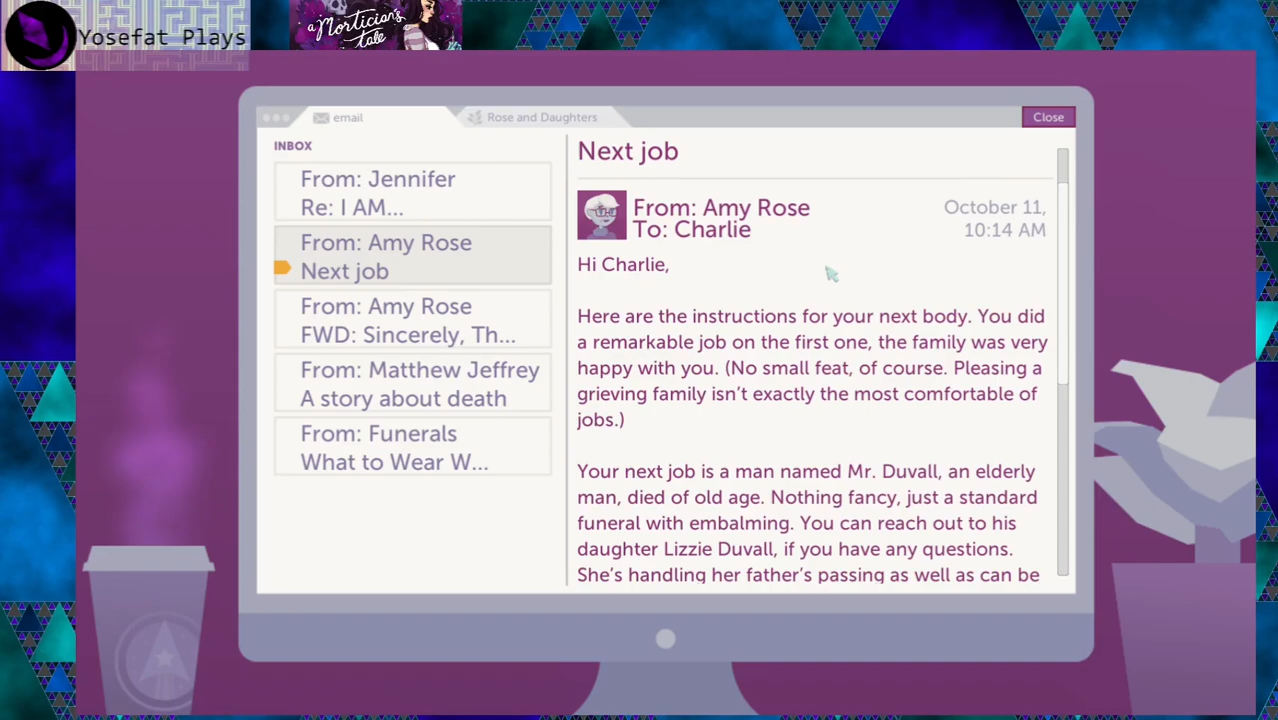 Yosefat Plays
a Mortician's
tale
email
Rose and Daughters
Close
INBOX
From: Jennifer
Re: I AM...
From: Amy Rose
Next job
From: Amy Rose
FWD: Sincerely, Th...
From: Matthew Jeffrey
A story about death
From: Funerals
What to Wear W...
Next job
From: Amy Rose
To: Charlie
October 11,
10:14 AM
Hi Charlie,
Here are the instructions for your next body. You did
a remarkable job on the first one, the family was very
happy with you. (No small feat, of course. Pleasing a
grieving family isn't exactly the most comfortable of
jobs.)
Your next job is a man named Mr. Duvall, an elderly
man, died of old age. Nothing fancy, just a standard
funeral with embalming. You can reach out to his
daughter Lizzie Duvall, if you have any questions.
She's handling her father's passing as well as can be